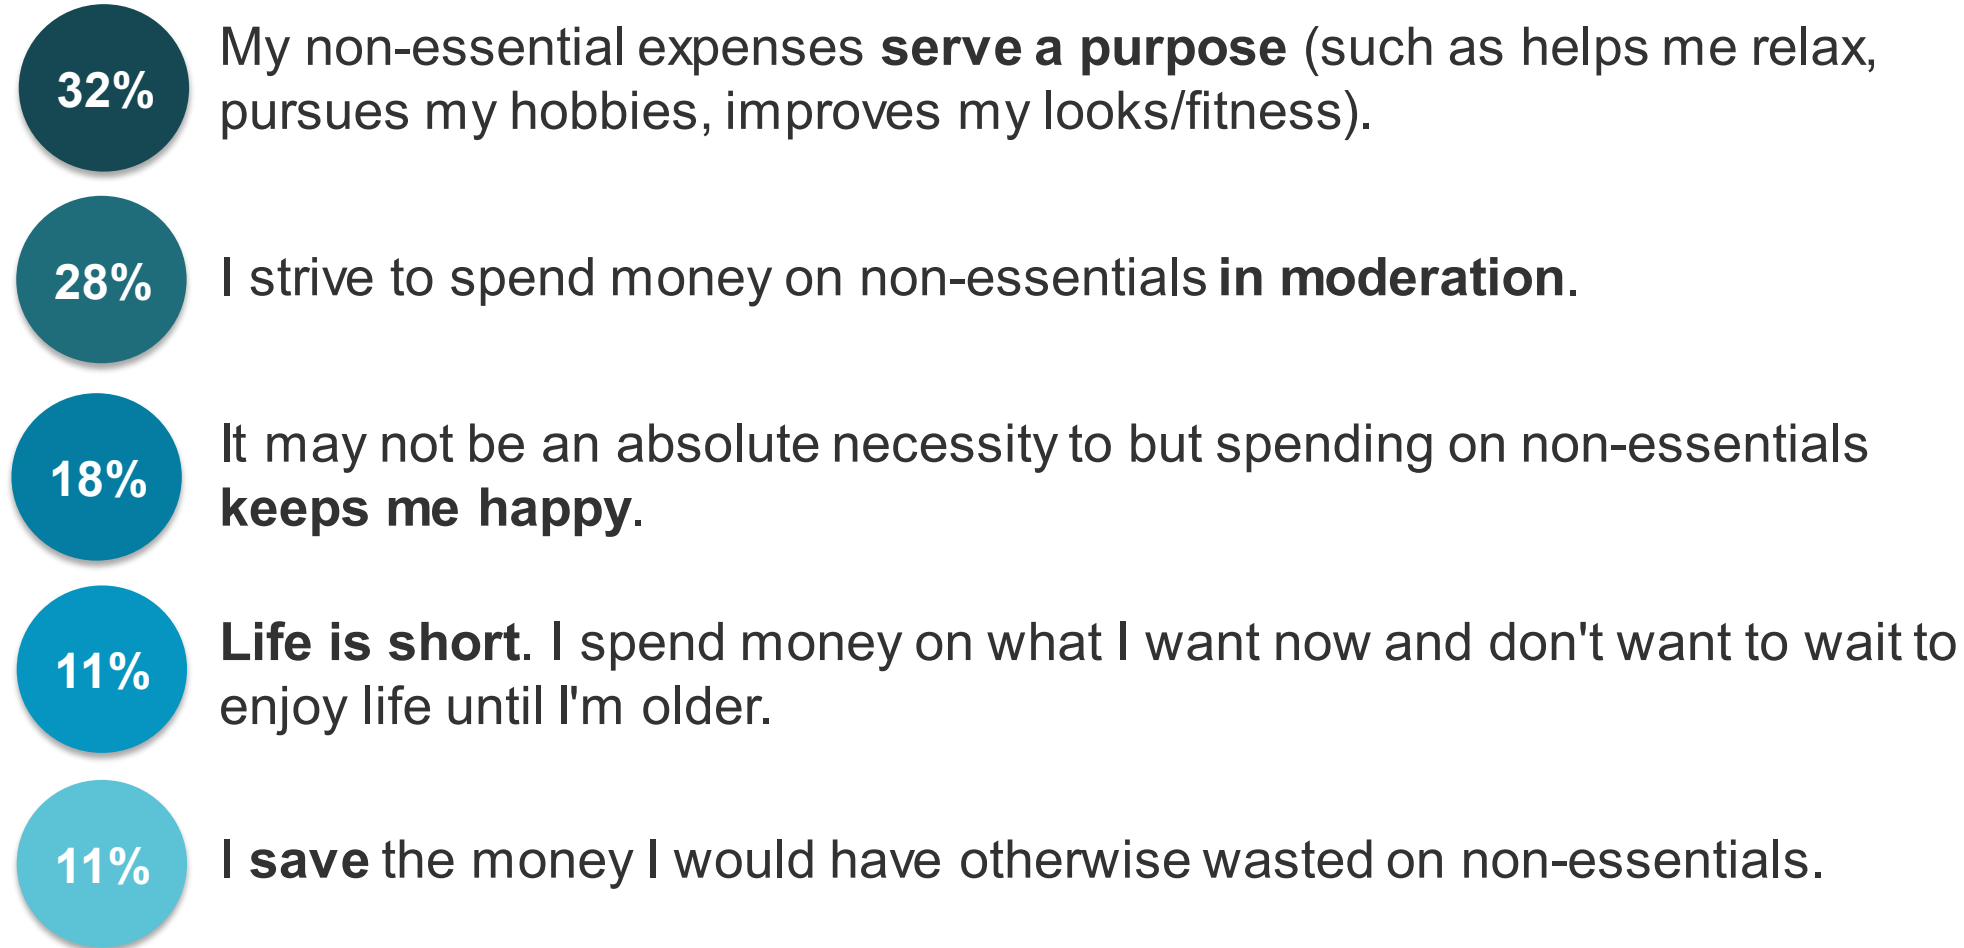 32%
My non-essential expenses serve a purpose (such as helps me relax,
pursues my hobbies, improves my looks/fitness).
28%
I strive to spend money on non-essentials in moderation.
18%
It may not be an absolute necessity to but spending on non-essentials
keeps me happy.
11%
Life is short. I spend money on what I want now and don't want to wait to
enjoy life until I'm older.
11%
I save the money I would have otherwise wasted on non-essentials.